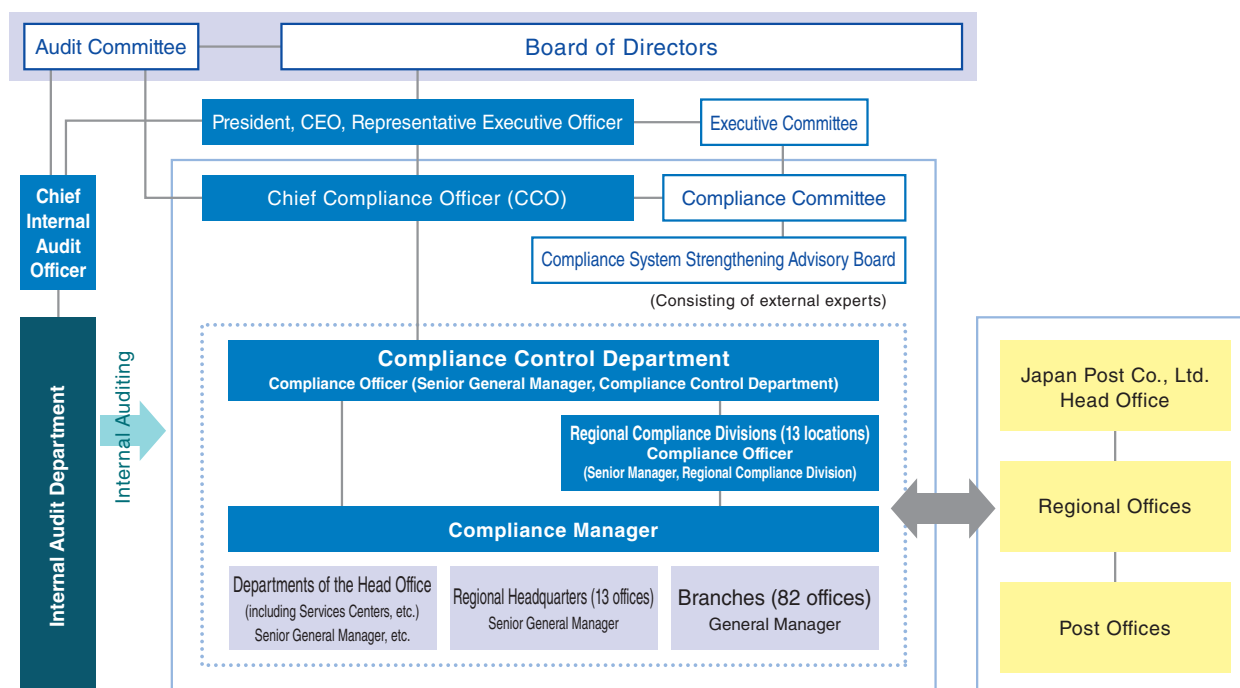 Audit Committee
Board of Directors
President, CEO, Representative Executive Officer
Executive Committee
Chief
Internal
Audit
Officer
Chief Compliance Officer (CCO)
Compliance Committee
Compliance System Strengthening Advisory Board
(Consisting of external experts)
Internal Audit Department
Internal Auditing
Compliance Control Department
Compliance Officer (Senior General Manager, Compliance Control Department)
Regional Compliance Divisions (13 locations)
Compliance Officer
(Senior Manager, Regional Compliance Division)
Compliance Manager
Departments of the Head Office
(including Services Centers, etc.)
Senior General Manager, etc.
Regional Headquarters (13 offices)
Senior General Manager
Branches (82 offices)
General Manager
Japan Post Co., Ltd.
Head Office
Regional Offices
Post Offices